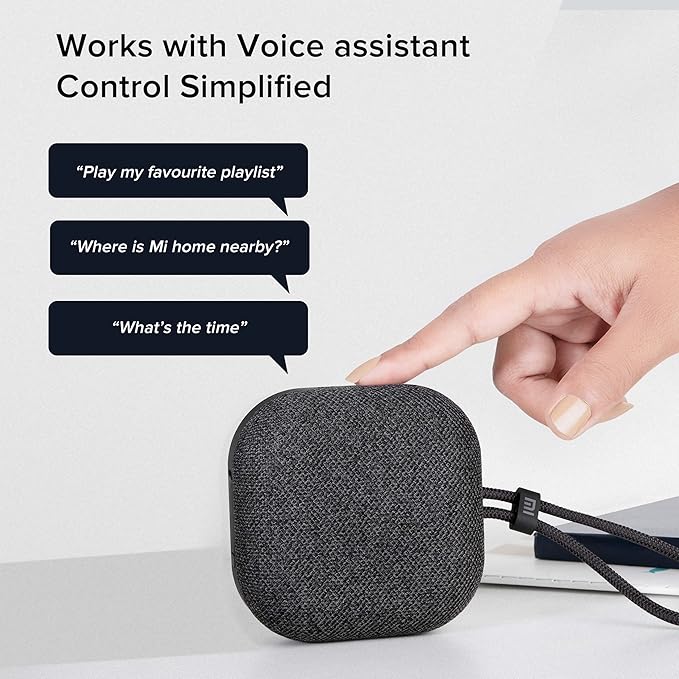 Works with Voice assistant
Control Simplified
“Play my favourite playlist”
“Where is Mi home nearby?”
“What’s the time”
MI